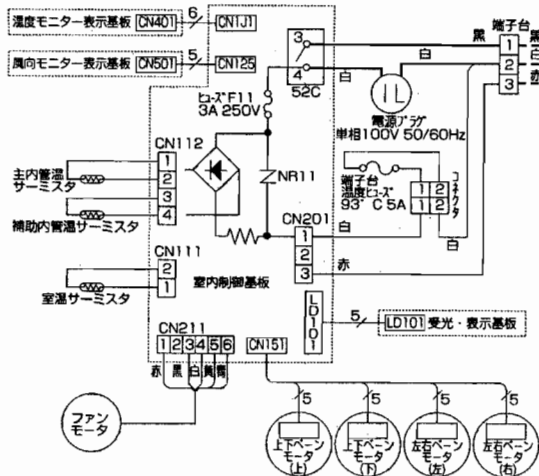 温度モニター表示基板 CN401 6 CN1J1
風向モニター表示基板 CN501 5 CN125
ヒューズF11
3A 250V
3
4
52C
黒
白
白
電源プラグ
単相100V 50/60Hz
端子台
1 黒
2 白
3 赤
CN112
1
2
3
4
主内管温
サーミスタ
補助内管温サーミスタ
NR11
端子台
温度ヒューズ
93°C 5A
コネクタ
1 2
1 2
白
白
赤
CN201
1
2
3
CN111
2
1
室温サーミスタ
室内制御基板
LD1D1
5
LD101 受光・表示基板
CN211
1 2 3 4 5 6
赤 黒 白 黄 青
ファン
モータ
CN151
5
5
5
5
上下ベーン
モータ
(上)
上下ベーン
モータ
(下)
左右ベーン
モータ
(左)
左右ベーン
モータ
(右)